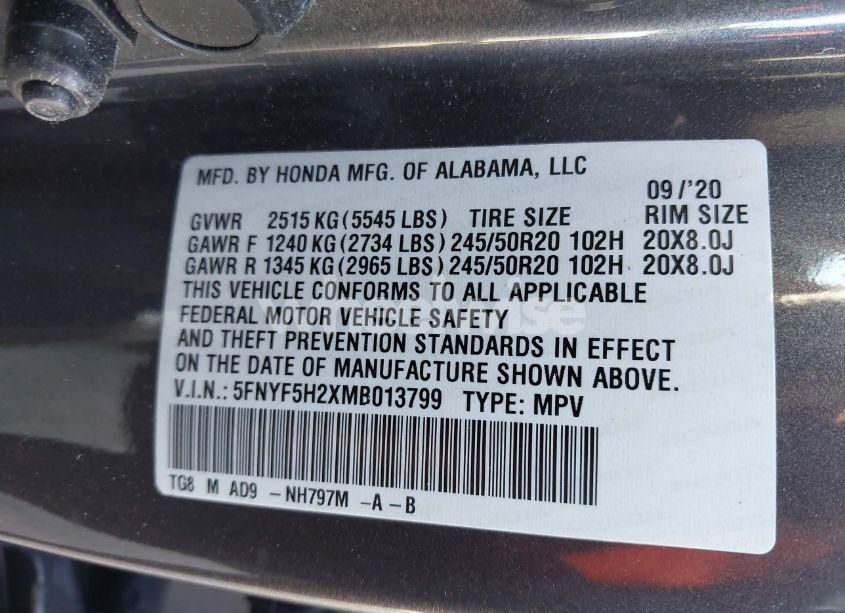 MFD. BY HONDA MFG. OF ALABAMA, LLC
09/'20
GVWR 2515 KG (5545 LBS) TIRE SIZE RIM SIZE
GAWR F 1240 KG (2734 LBS) 245/50R20 102H 20X8.0J
GAWR R 1345 KG (2965 LBS) 245/50R20 102H 20X8.0J
THIS VEHICLE CONFORMS TO ALL APPLICABLE
FEDERAL MOTOR VEHICLE SAFETY
AND THEFT PREVENTION STANDARDS IN EFFECT
ON THE DATE OF MANUFACTURE SHOWN ABOVE.
V.I.N.: 5FNYF5H2XMB013799 TYPE: MPV
TG8 M AD9 -NH797M -A-B